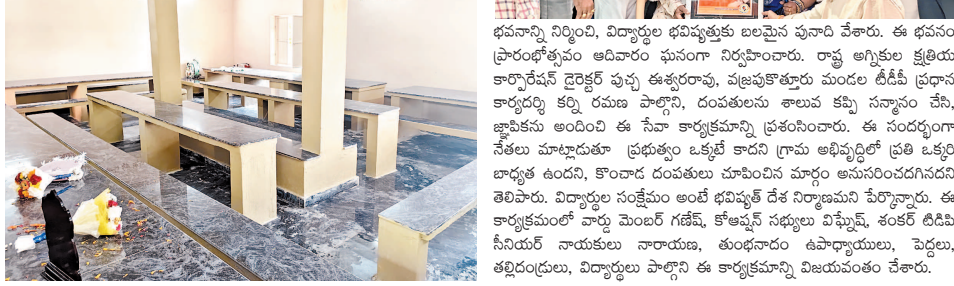 భవనాన్ని నిర్మించి, విద్యార్థుల భవిష్యత్తుకు బలమైన పునాది వేశారు. ఈ భవనం
ప్రారంభోత్సవం ఆదివారం ఘనంగా నిర్వహించారు. రాష్ట్ర అగ్నికుల క్షత్రియ
కార్పొరేషన్ డైరెక్టర్ పుచ్చ ఈశ్వరరావు, వజ్రపుకొత్తూరు మండల టీడీపీ ప్రధాన
కార్యదర్శి కర్ని రమణ పాల్గొని, దంపతులను శాలువ కప్పి సన్మానం చేసి,
జ్ఞాపికను అందించి ఈ సేవా కార్యక్రమాన్ని ప్రశంసించారు. ఈ సందర్భంగా
నేతలు మాట్లాడుతూ ప్రభుత్వం ఒక్కటే కాదని గ్రామ అభివృద్ధిలో ప్రతి ఒక్కరి
బాధ్యత ఉందని, కొంచాడ దంపతులు చూపించిన మార్గం అనుసరించదగినదని
తెలిపారు. విద్యార్థుల సంక్షేమం అంటే భవిష్యత్ దేశ నిర్మాణమని పేర్కొన్నారు. ఈ
కార్యక్రమంలో వార్డు మెంబర్ గణేష్, కోఆప్షన్ సభ్యులు విఘ్నేష్, శంకర్ టిడిపి
సీనియర్ నాయకులు నారాయణ, తుంభనాదం ఉపాధ్యాయులు, పెద్దలు,
తల్లిదండ్రులు, విద్యార్థులు పాల్గొని ఈ కార్యక్రమాన్ని విజయవంతం చేశారు.